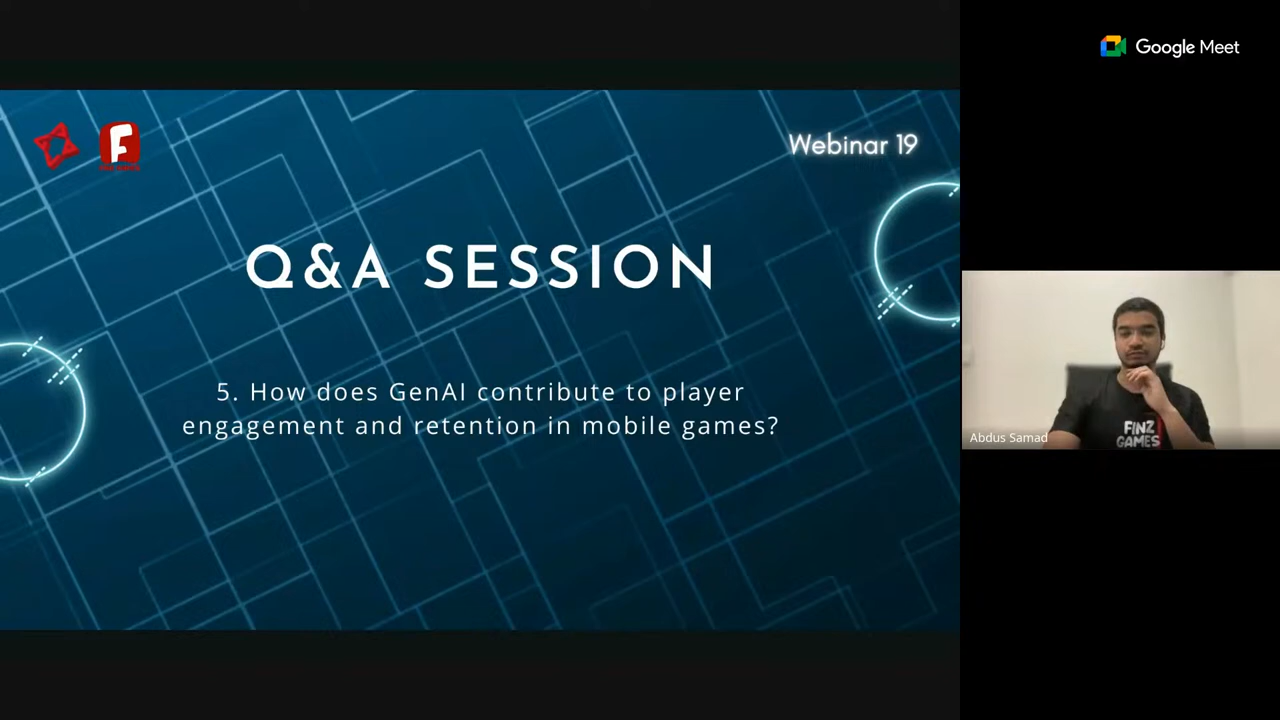 Google Meet
F
Webinar 19
Q&A SESSION
5. How does GenAI contribute to player
engagement and retention in mobile games?
FINZ
GAMES
Abdus Samad